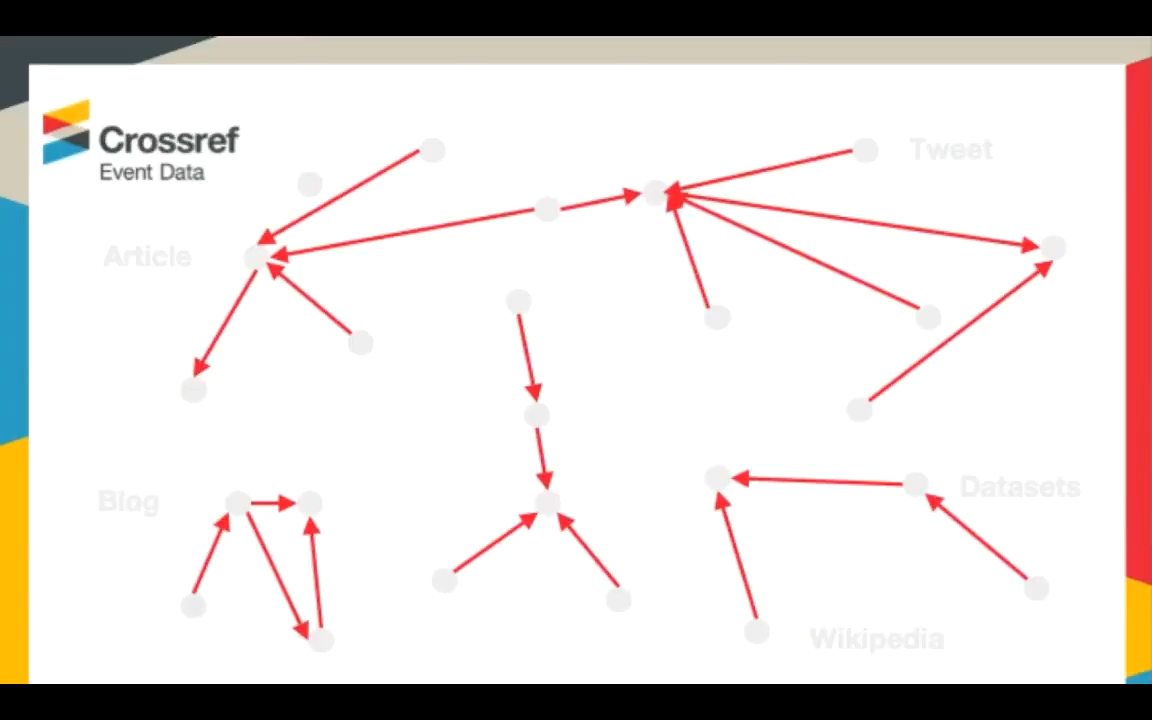 Crossref
Event Data
Tweet
Article
Datasets
Blog
Wikipedia